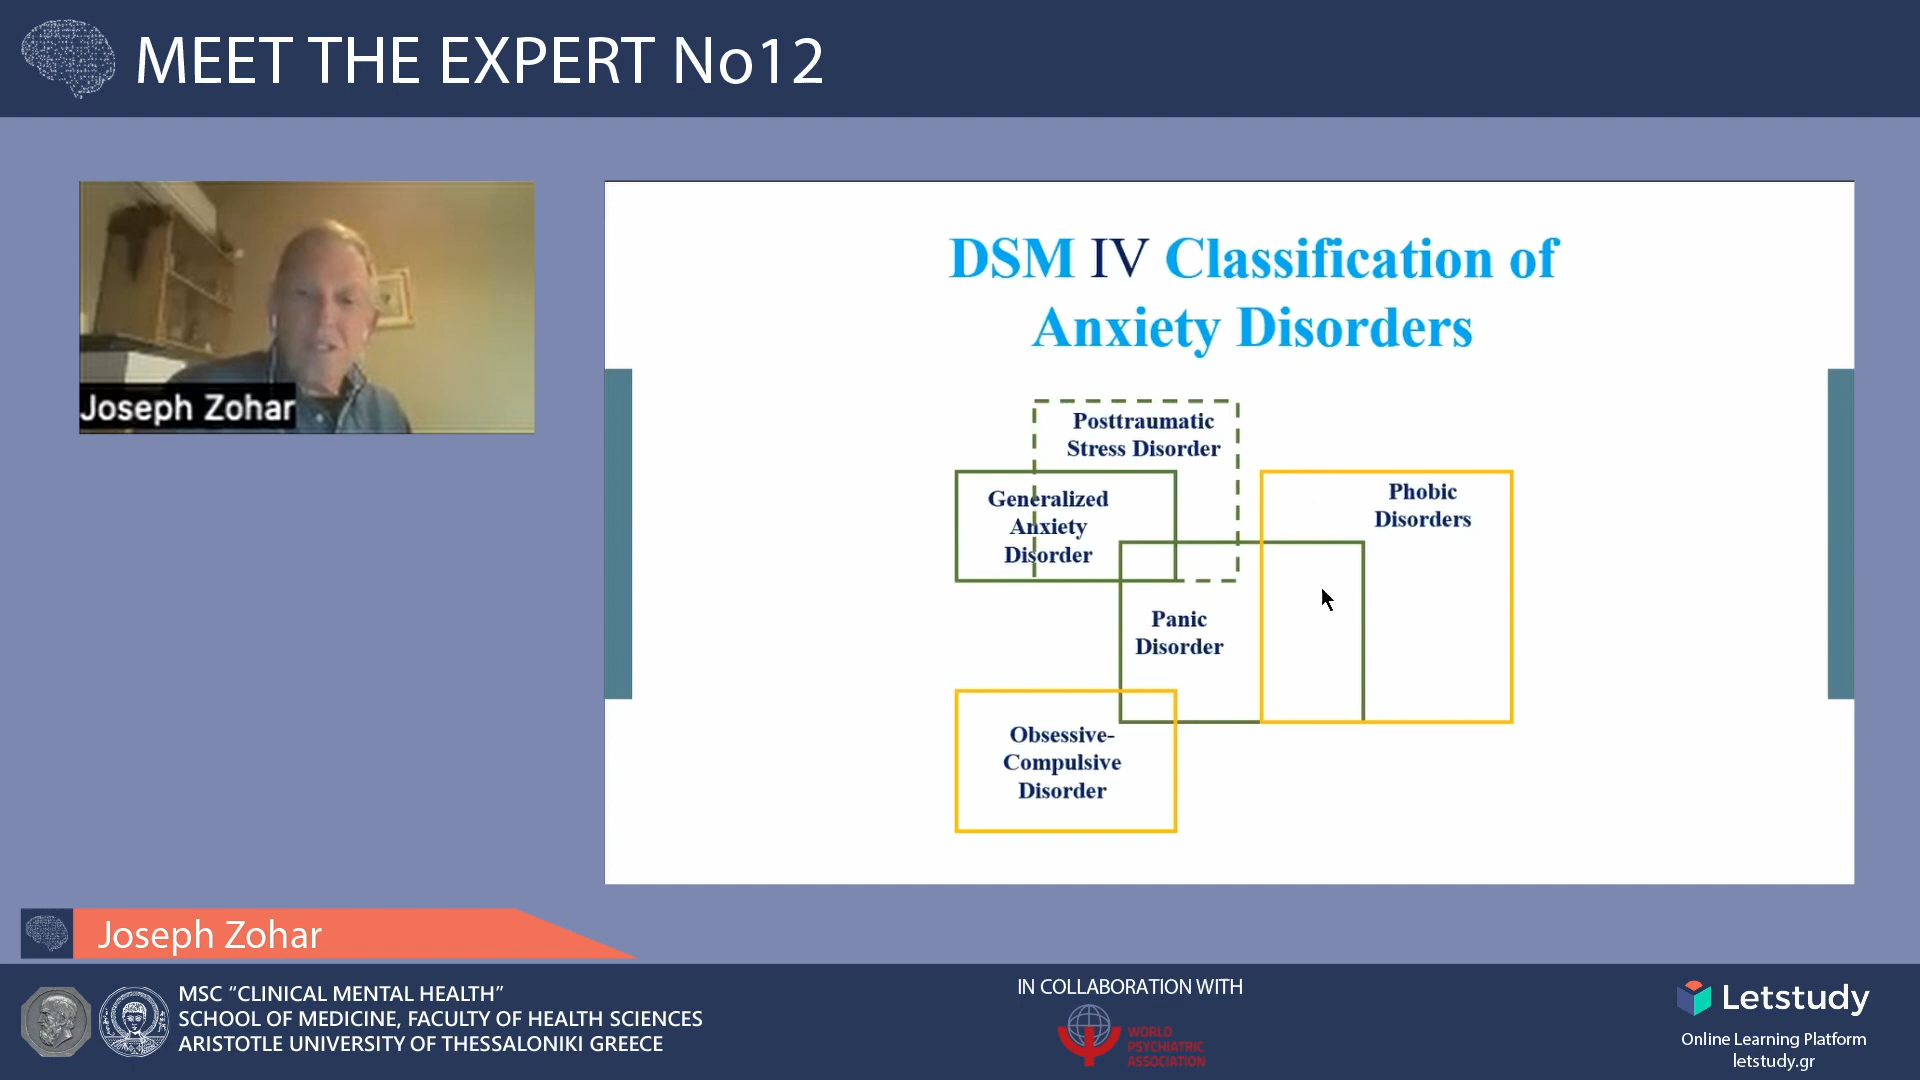 MEET THE EXPERT No12
Joseph Zohar
DSM IV Classification of
Anxiety Disorders
Posttraumatic
Stress Disorder
Generalized
Anxiety
Disorder
Phobic
Disorders
Panic
Disorder
Obsessive-
Compulsive
Disorder
Joseph Zohar
MSC “CLINICAL MENTAL HEALTH”
SCHOOL OF MEDICINE, FACULTY OF HEALTH SCIENCES
ARISTOTLE UNIVERSITY OF THESSALONIKI GREECE
IN COLLABORATION WITH
WORLD
PSYCHIATRIC
ASSOCIATION
Letstudy
Online Learning Platform
letstudy.gr